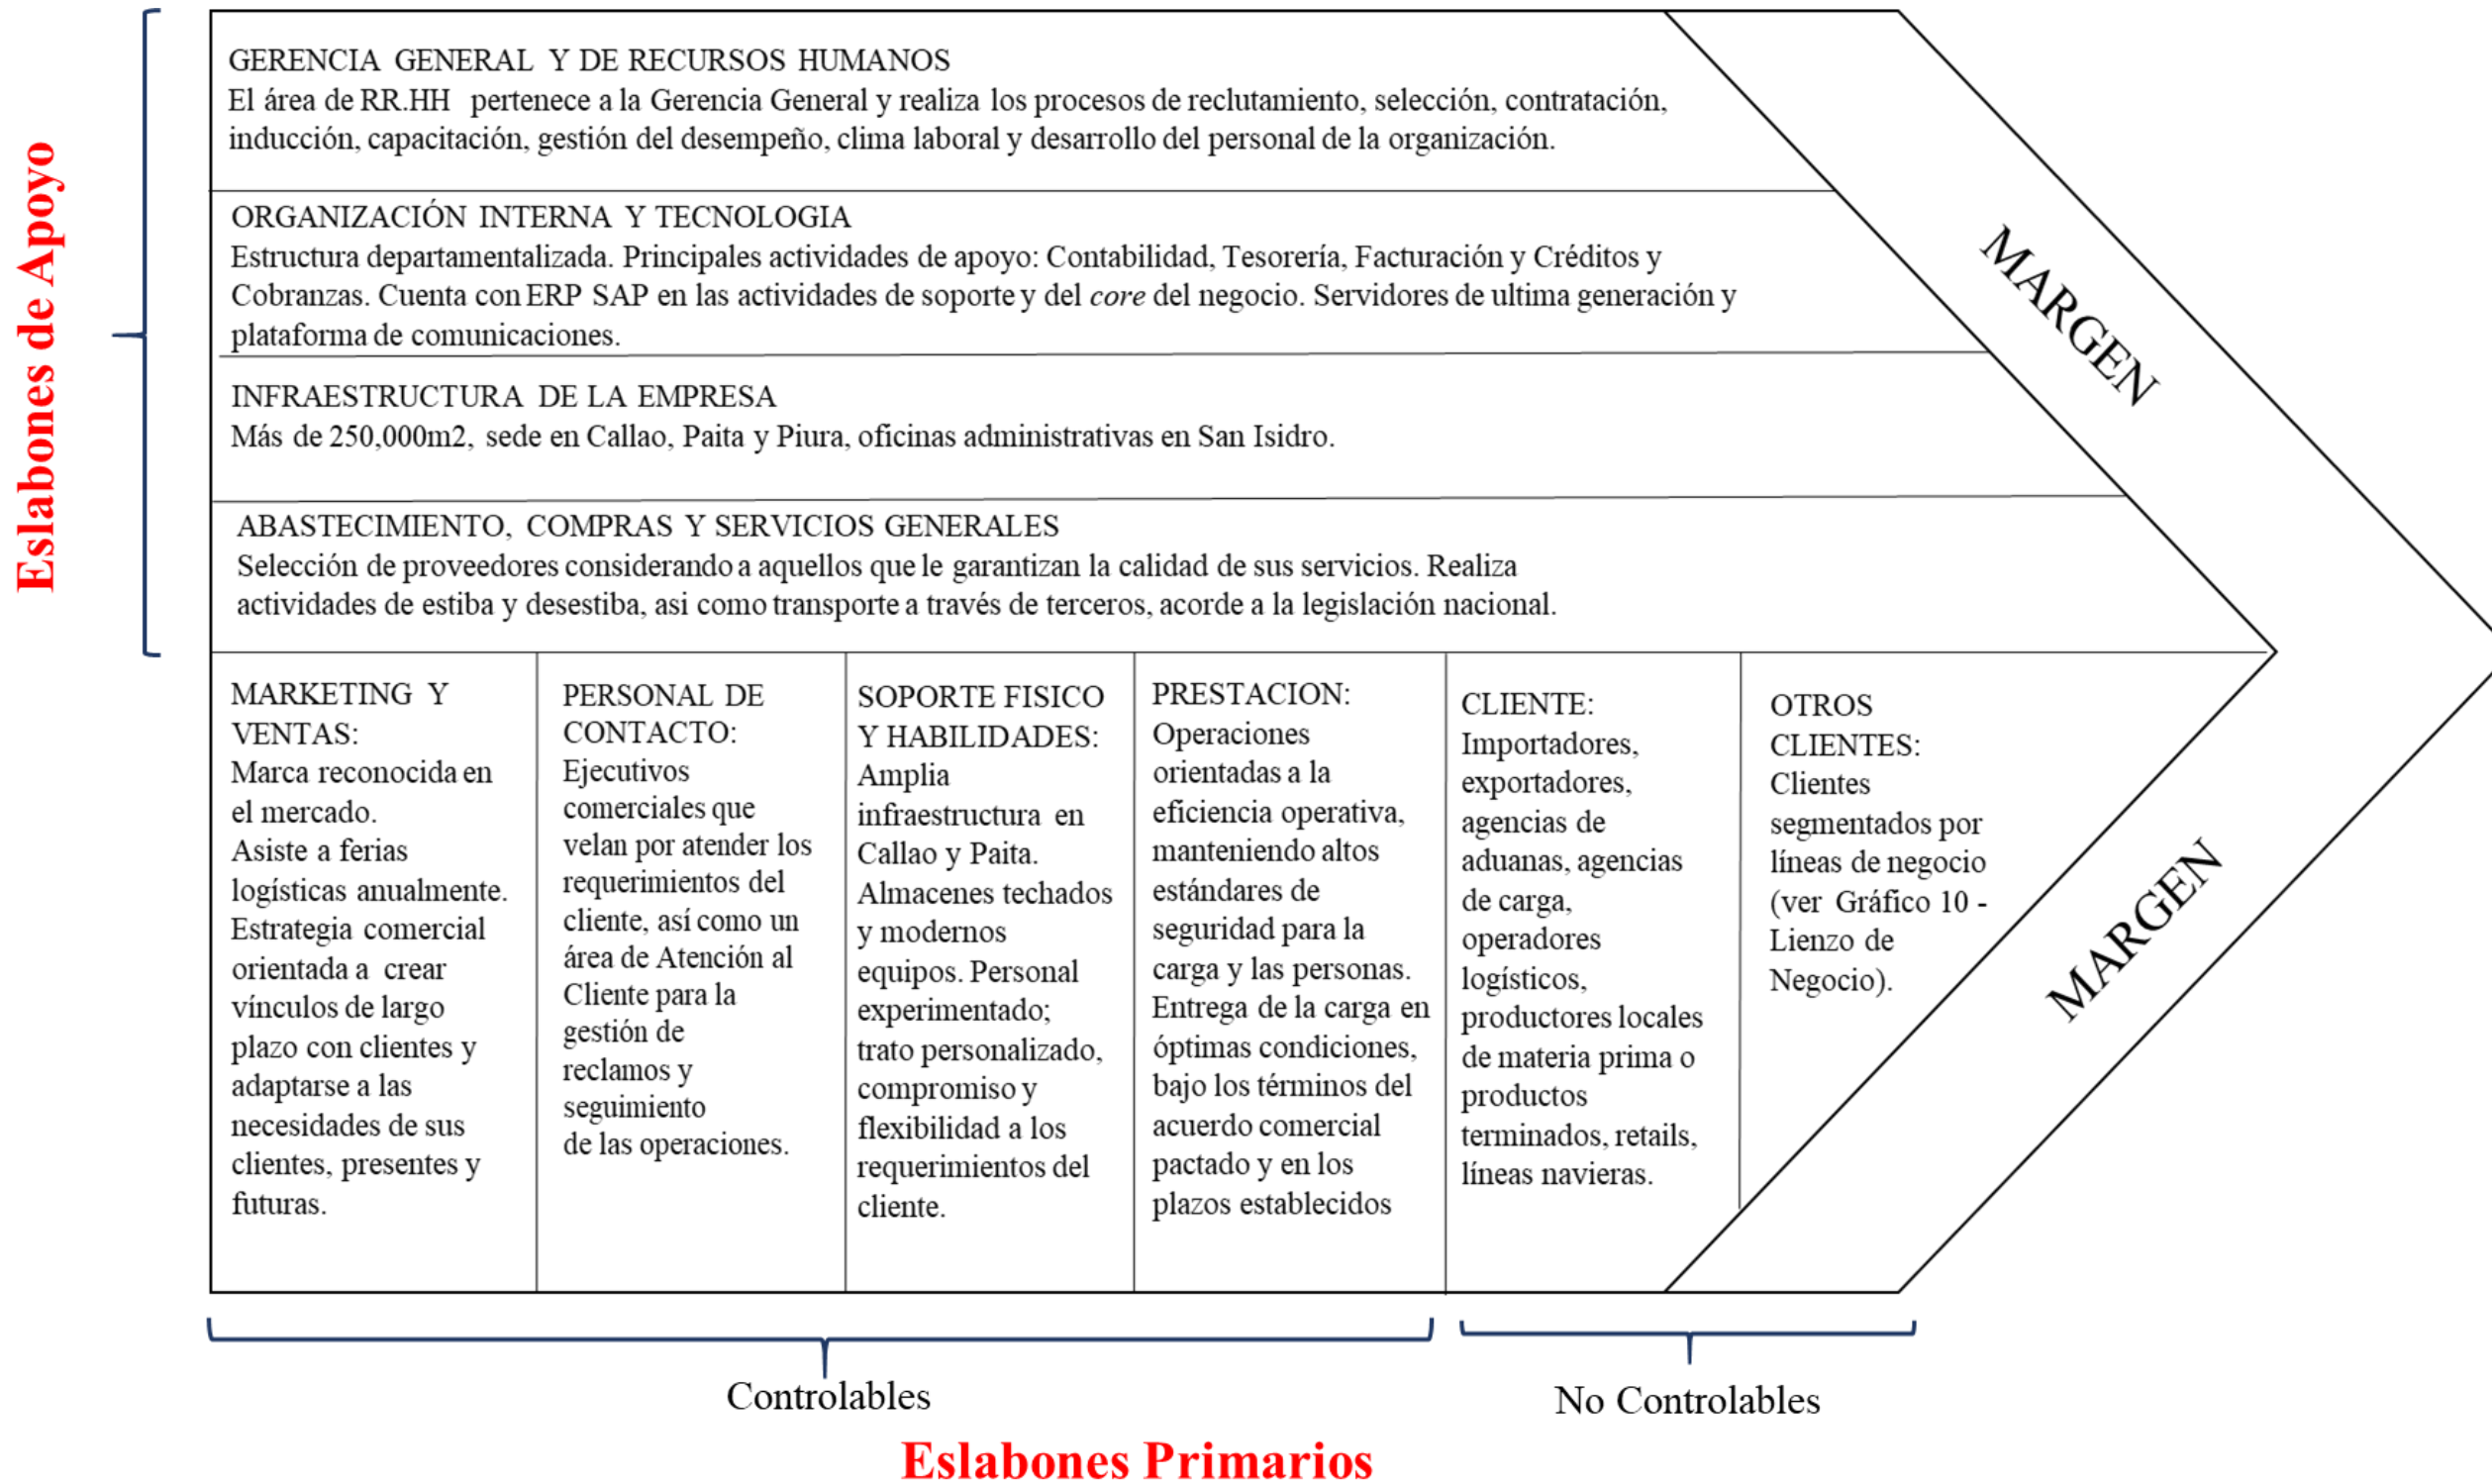 Eslabones de Apoyo
GERENCIA GENERAL Y DE RECURSOS HUMANOS
El área de RR.HH pertenece a la Gerencia General y realiza los procesos de reclutamiento, selección, contratación,
inducción, capacitación, gestión del desempeño, clima laboral y desarrollo del personal de la organización.
ORGANIZACIÓN INTERNA Y TECNOLOGIA
Estructura departamentalizada. Principales actividades de apoyo: Contabilidad, Tesorería, Facturación y Créditos y
Cobranzas. Cuenta con ERP SAP en las actividades de soporte y del core del negocio. Servidores de ultima generación y
plataforma de comunicaciones.
INFRAESTRUCTURA DE LA EMPRESA
Más de 250,000m2, sede en Callao, Paita y Piura, oficinas administrativas en San Isidro.
ABASTECIMIENTO, COMPRAS Y SERVICIOS GENERALES
Selección de proveedores considerando a aquellos que le garantizan la calidad de sus servicios. Realiza
actividades de estiba y desestiba, asi como transporte a través de terceros, acorde a la legislación nacional.
MARGEN
MARKETING Y
VENTAS:
Marca reconocida en
el mercado.
Asiste a ferias
logísticas anualmente.
Estrategia comercial
orientada a crear
vínculos de largo
plazo con clientes y
adaptarse a las
necesidades de sus
clientes, presentes y
futuras.
PERSONAL DE
CONTACTO:
Ejecutivos
comerciales que
velan por atender los
requerimientos del
cliente, así como un
área de Atención al
Cliente para la
gestión de
reclamos y
seguimiento
de las operaciones.
SOPORTE FISICO
Y HABILIDADES:
Amplia
infraestructura en
Callao y Paita.
Almacenes techados
y modernos
equipos. Personal
experimentado;
trato personalizado,
compromiso y
flexibilidad a los
requerimientos del
cliente.
PRESTACION:
Operaciones
orientadas a la
eficiencia operativa,
manteniendo altos
estándares de
seguridad para la
carga y las personas.
Entrega de la carga en
óptimas condiciones,
bajo los términos del
acuerdo comercial
pactado y en los
plazos establecidos
CLIENTE:
Importadores,
exportadores,
agencias de
aduanas, agencias
de carga,
operadores
logísticos,
productores locales
de materia prima o
productos
terminados, retails,
líneas navieras.
OTROS
CLIENTES:
Clientes
segmentados por
líneas de negocio
(ver Gráfico 10 -
Lienzo de
Negocio).
MARGEN
Controlables
No Controlables
Eslabones Primarios